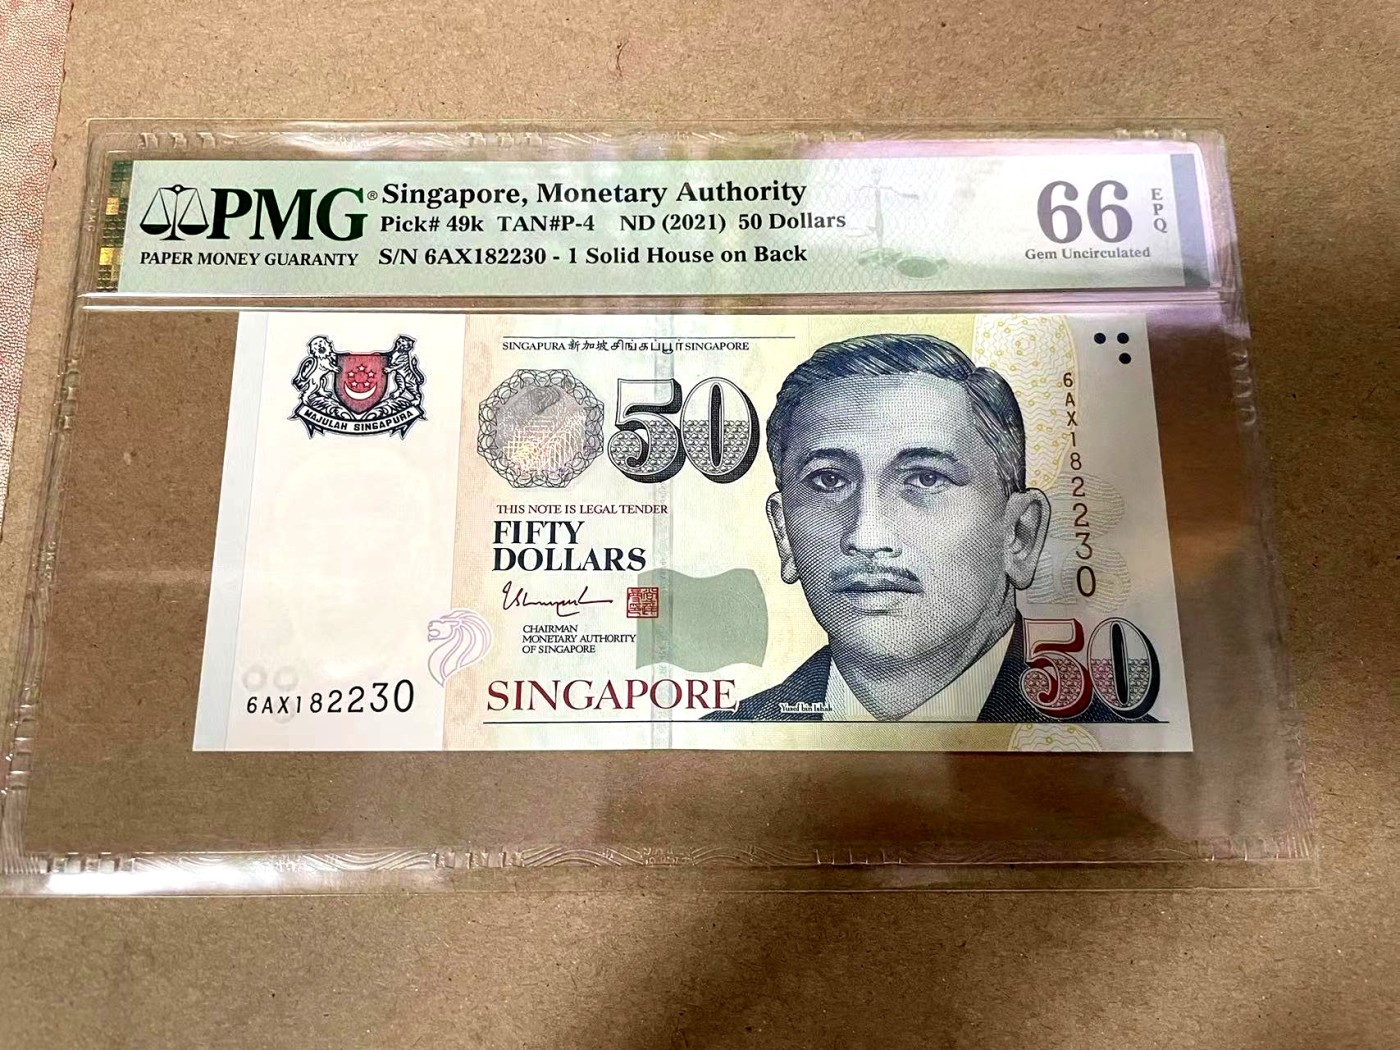 PMG® Singapore, Monetary Authority
Pick# 49k TAN#P-4 ND (2021) 50 Dollars
PAPER MONEY GUARANTY
S/N 6AX182230 - 1 Solid House on Back
66
EPQ
Gem Uncirculated
SINGAPURA 新加坡 சிங்கப்பூர் SINGAPORE
MAJULAH SINGAPURA
50
6AX182230
THIS NOTE IS LEGAL TENDER
FIFTY
DOLLARS
CHAIRMAN
MONETARY AUTHORITY
OF SINGAPORE
6AX182230
SINGAPORE
Yusof bin Ishak
50